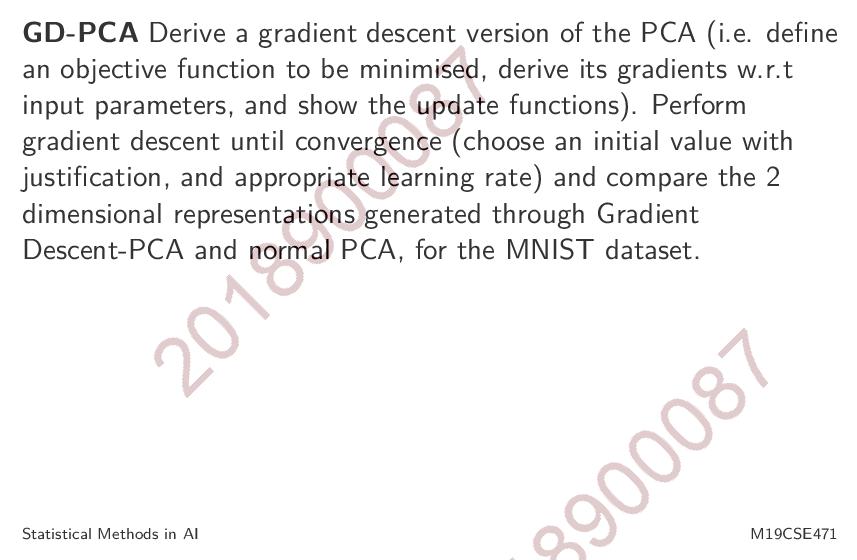 GD-PCA Derive a gradient descent version of the PCA (i.e. define
an objective function to be minimised, derive its gradients w.r.t
input parameters, and show the update functions). Perform
gradient descent until convergence (choose an initial value with
justification, and appropriate learning rate) and compare the 2
dimensional representations generated through Gradient
Descent-PCA and normal PCA, for the MNIST dataset.
2018900087
18900087
Statistical Methods in AI
M19CSE471